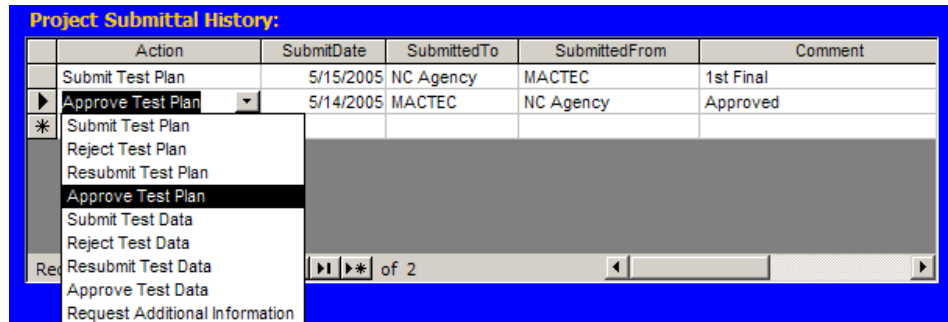 Project Submittal History:
Action SubmitDate SubmittedTo SubmittedFrom Comment
Submit Test Plan 5/15/2005 NC Agency MACTEC 1st Final
Approve Test Plan 5/14/2005 MACTEC NC Agency Approved
Submit Test Plan
Reject Test Plan
Resubmit Test Plan
Approve Test Plan
Submit Test Data
Reject Test Data
Resubmit Test Data
Rec of 2
Approve Test Data
Request Additional Information